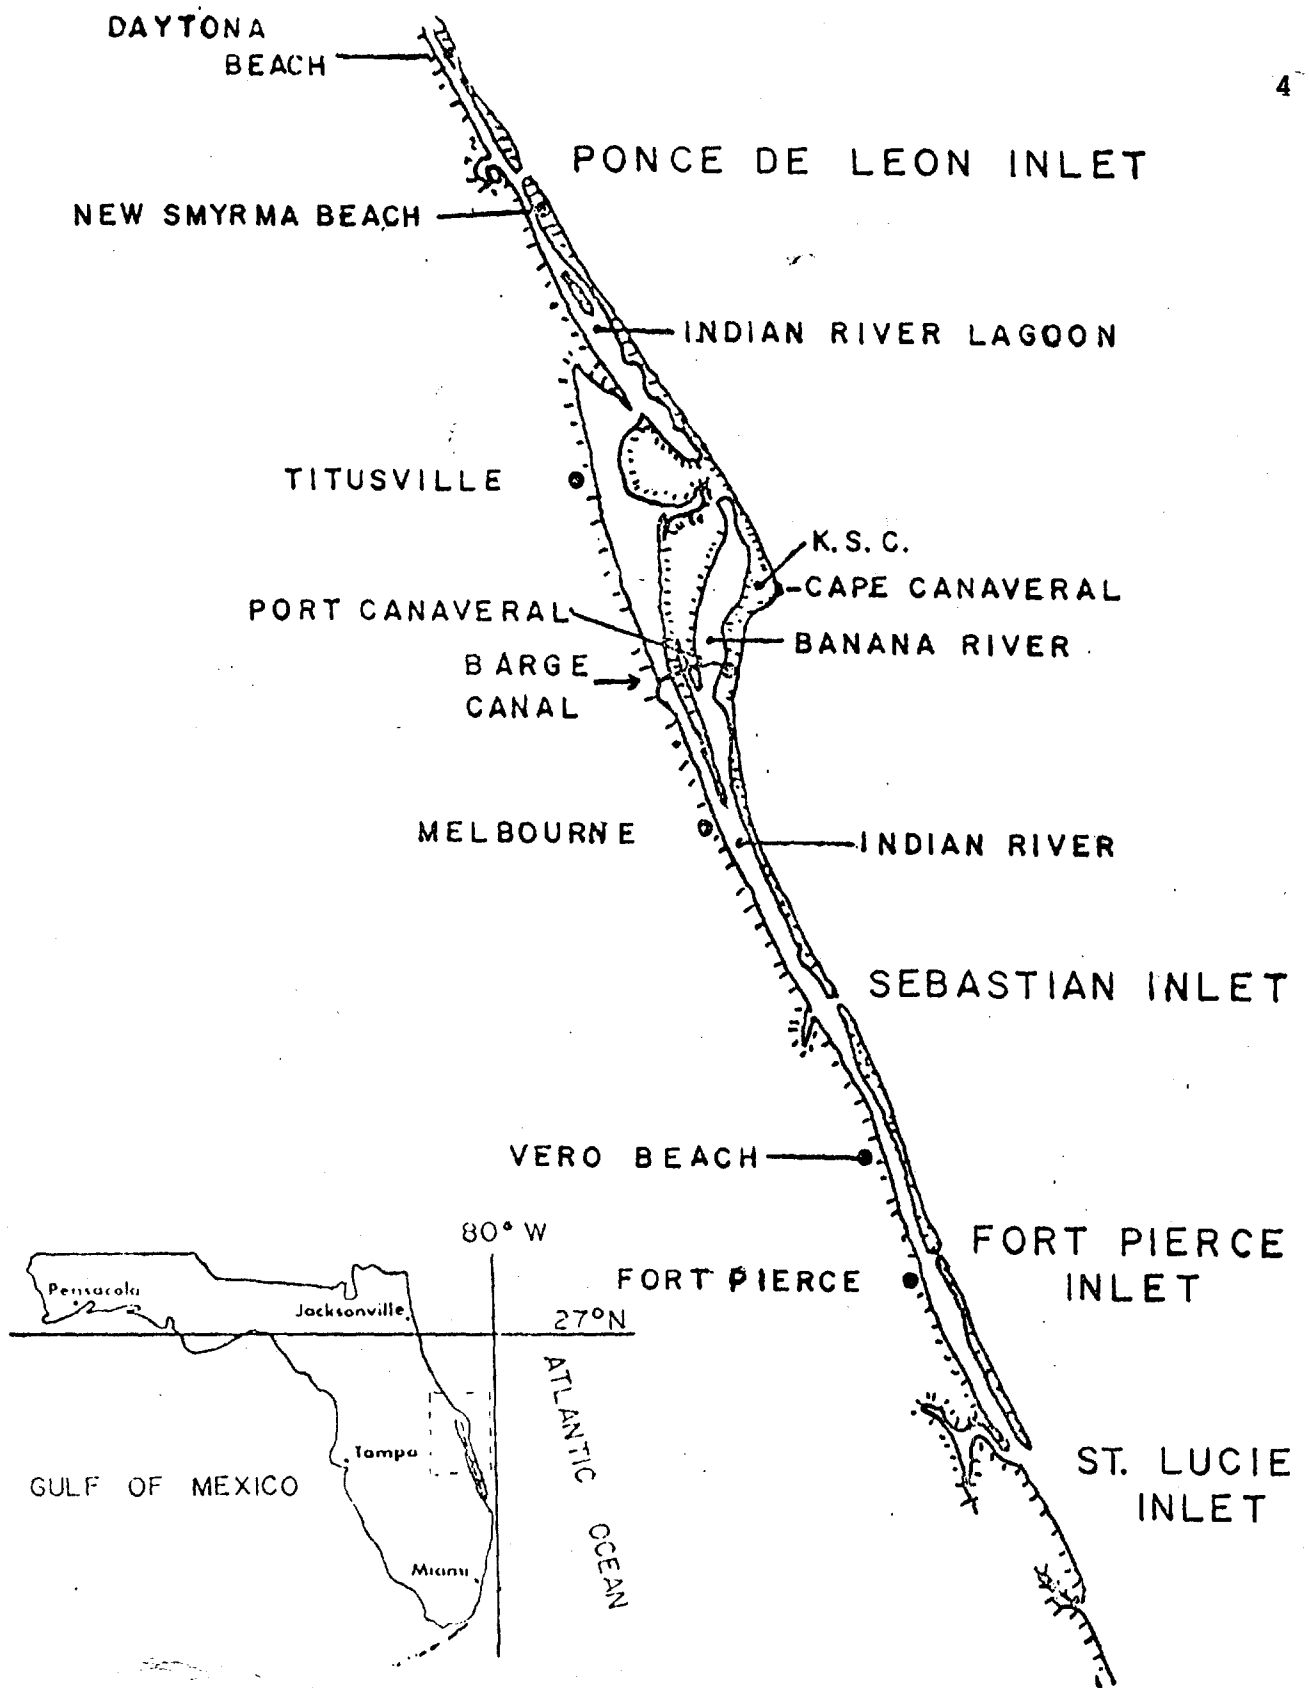 DAYTONA
BEACH
4
PONCE DE LEON INLET
NEW SMYRMA BEACH
INDIAN RIVER LAGOON
TITUSVILLE
K. S. C.
CAPE CANAVERAL
PORT CANAVERAL
BANANA RIVER
BARGE
CANAL
MELBOURNE
INDIAN RIVER
SEBASTIAN INLET
VERO BEACH
FORT PIERCE
INLET
FORT PIERCE
ST. LUCIE
INLET
80° W
Pensacola
Jacksonville
27°N
ATLANTIC OCEAN
Tampa
GULF OF MEXICO
Miami